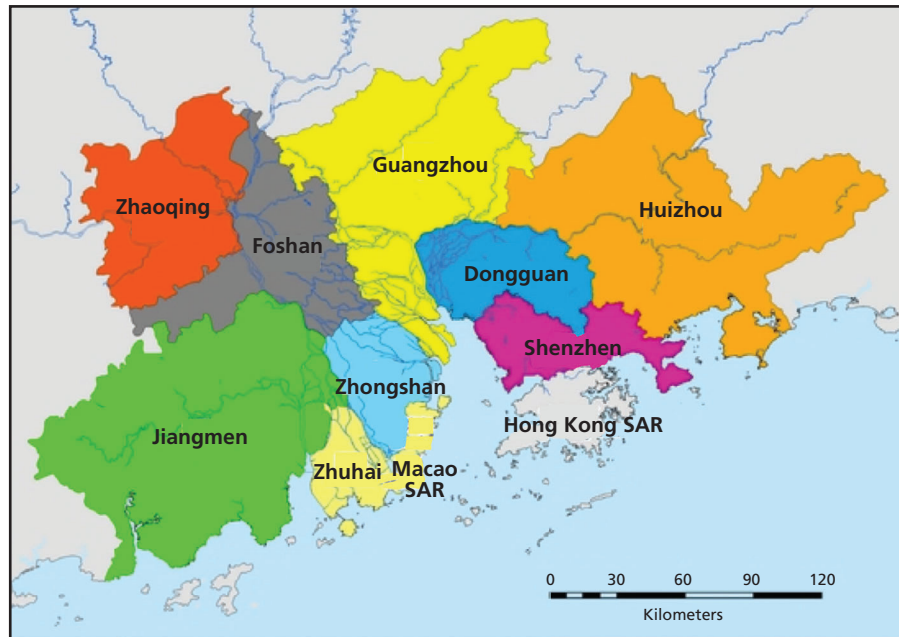 Guangzhou
Zhaoqing
Huizhou
Foshan
Dongguan
Shenzhen
Zhongshan
Hong Kong SAR
Jiangmen
Zhuhai
Macao
SAR
0 30 60 90 120
Kilometers